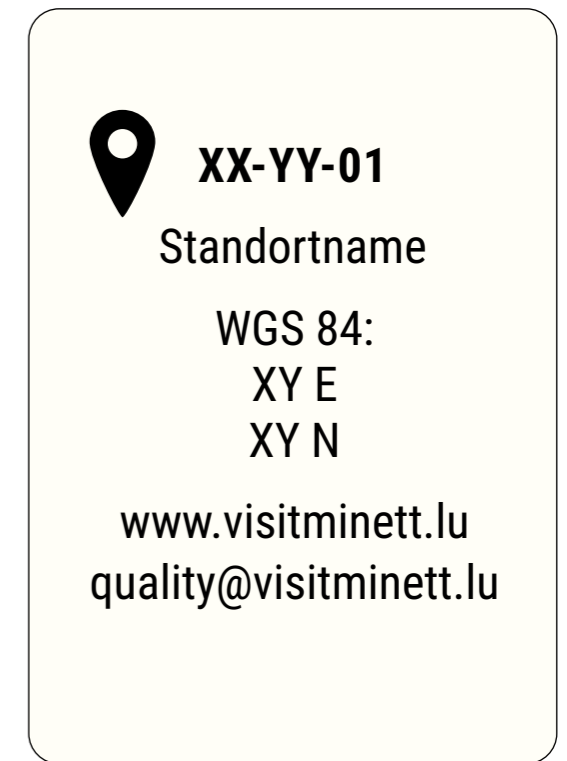 XX-YY-01
Standortname
WGS 84:
XY E
XY N
www.visitminett.lu
quality@visitminett.lu